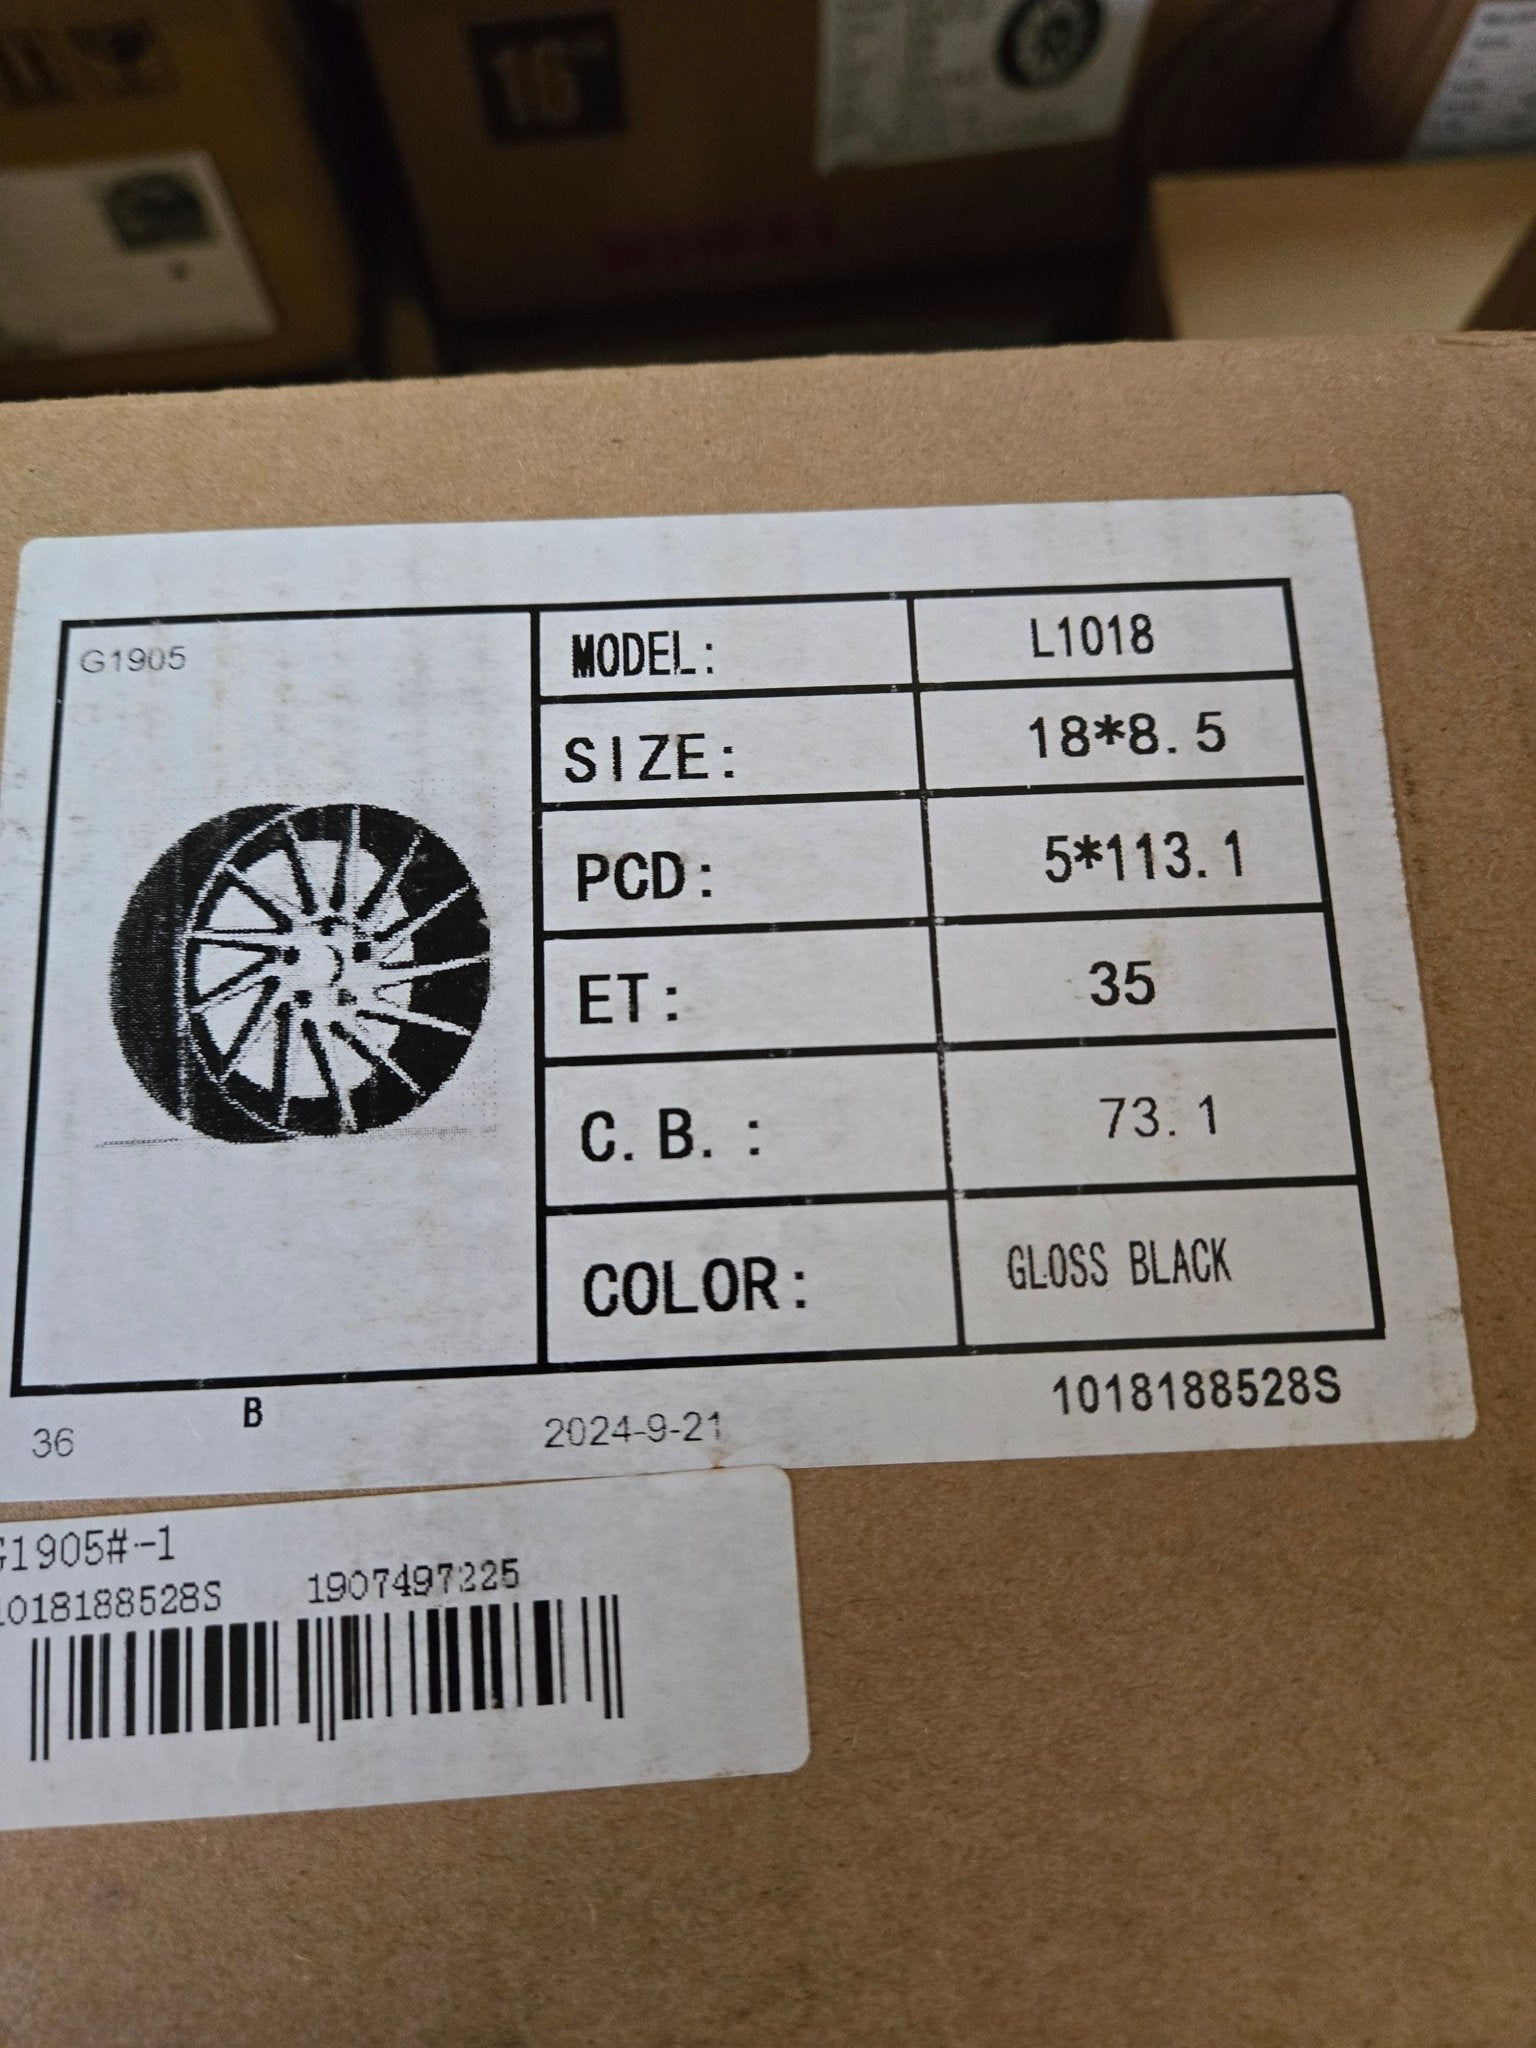 16
G1905
MODEL: L1018
SIZE: 18*8.5
PCD: 5*113.1
ET: 35
C.B.: 73.1
COLOR: GLOSS BLACK
36 B 2024-9-21 1018188528S
G1905#-1
1018188528S 1907497225